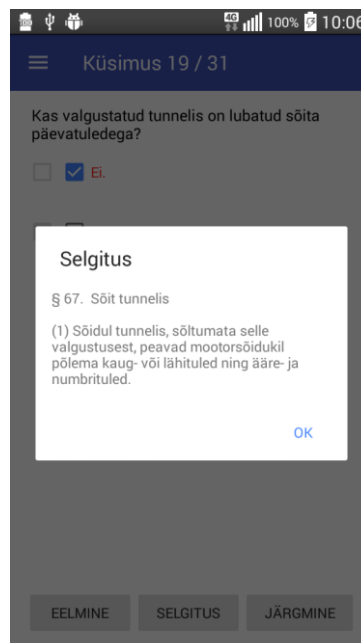 4G 100% 10:06
Küsimus 19 / 31
Kas valgustatud tunnelis on lubatud sõita
päevatuledega?
Ei.
Selgitus
§ 67. Sõit tunnelis
(1) Sõidul tunnelis, sõltumata selle
valgustusest, peavad mootorsõidukil
põlema kaug- või lähituled ning ääre- ja
numbrituled.
OK
EELMINE SELGITUS JÄRGMINE